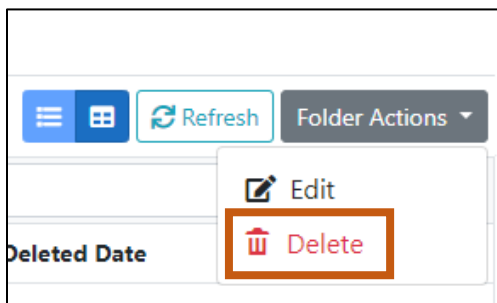 Refresh
Folder Actions
Edit
Deleted Date
Delete